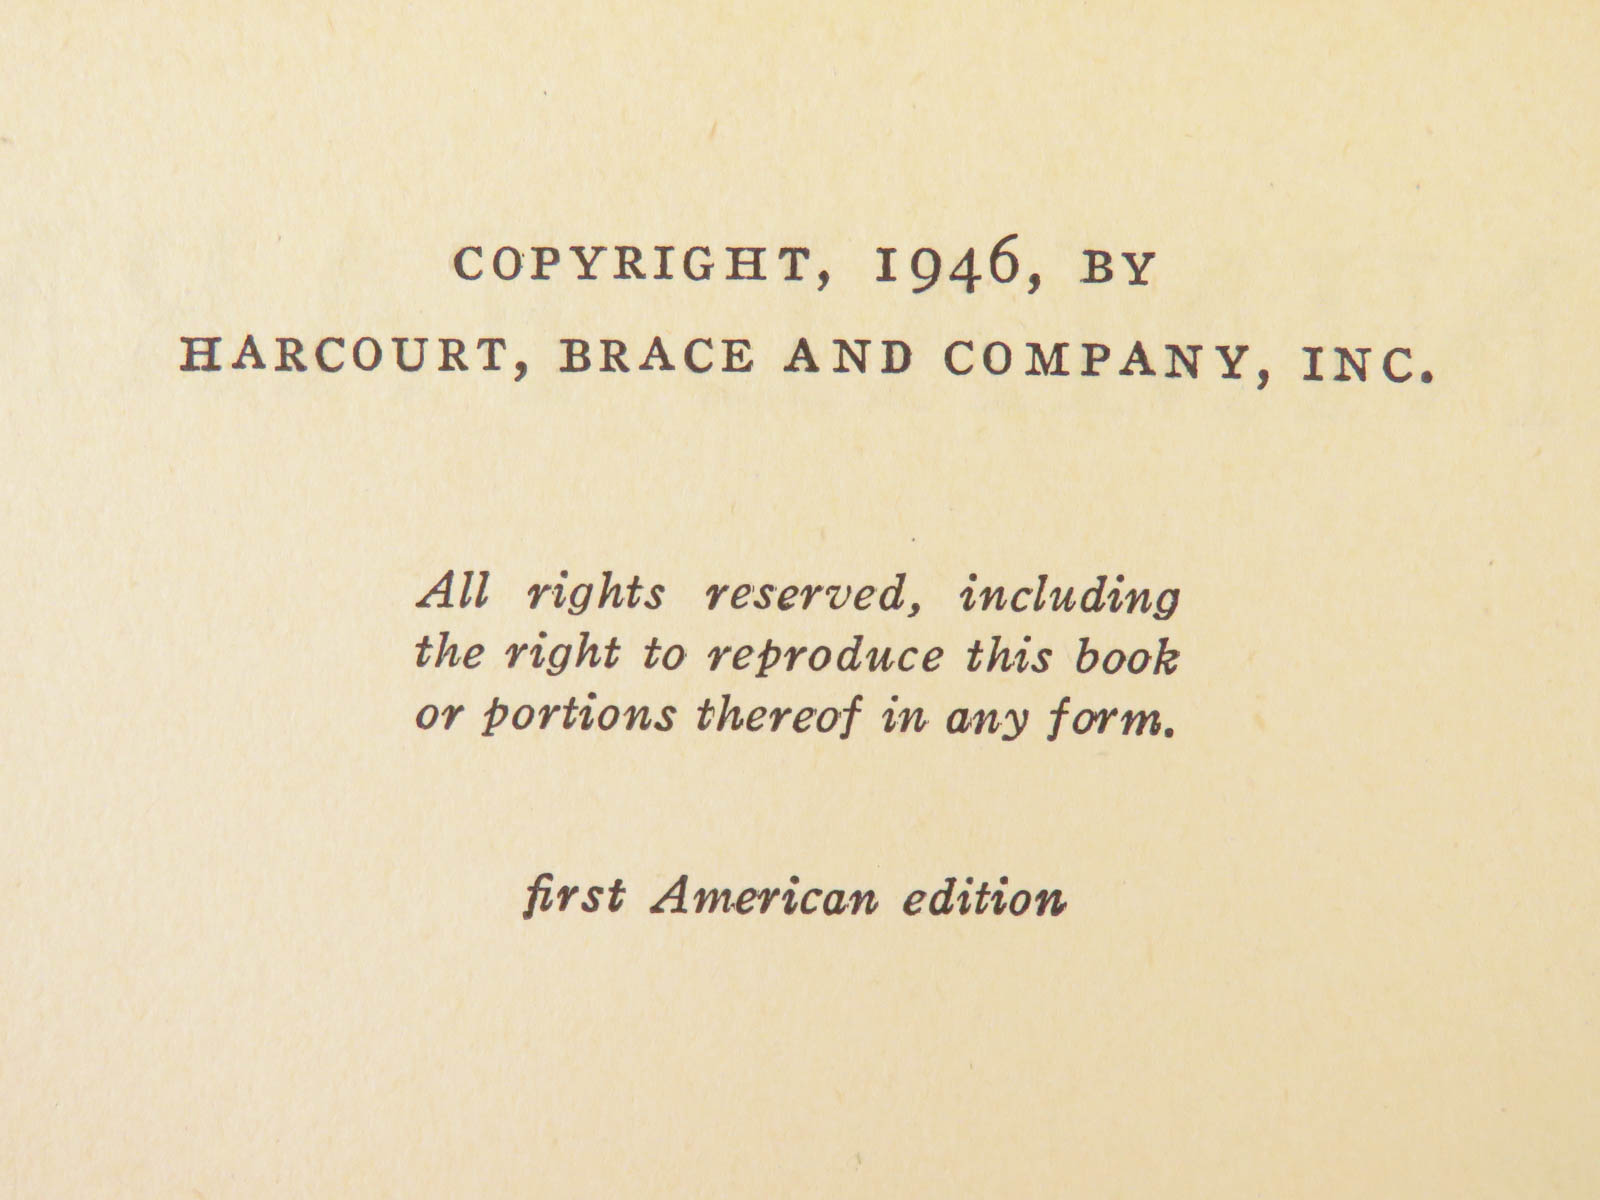 COPYRIGHT, 1946, BY
HARCOURT, BRACE AND COMPANY, INC.
All rights reserved, including
the right to reproduce this book
or portions thereof in any form.
first American edition